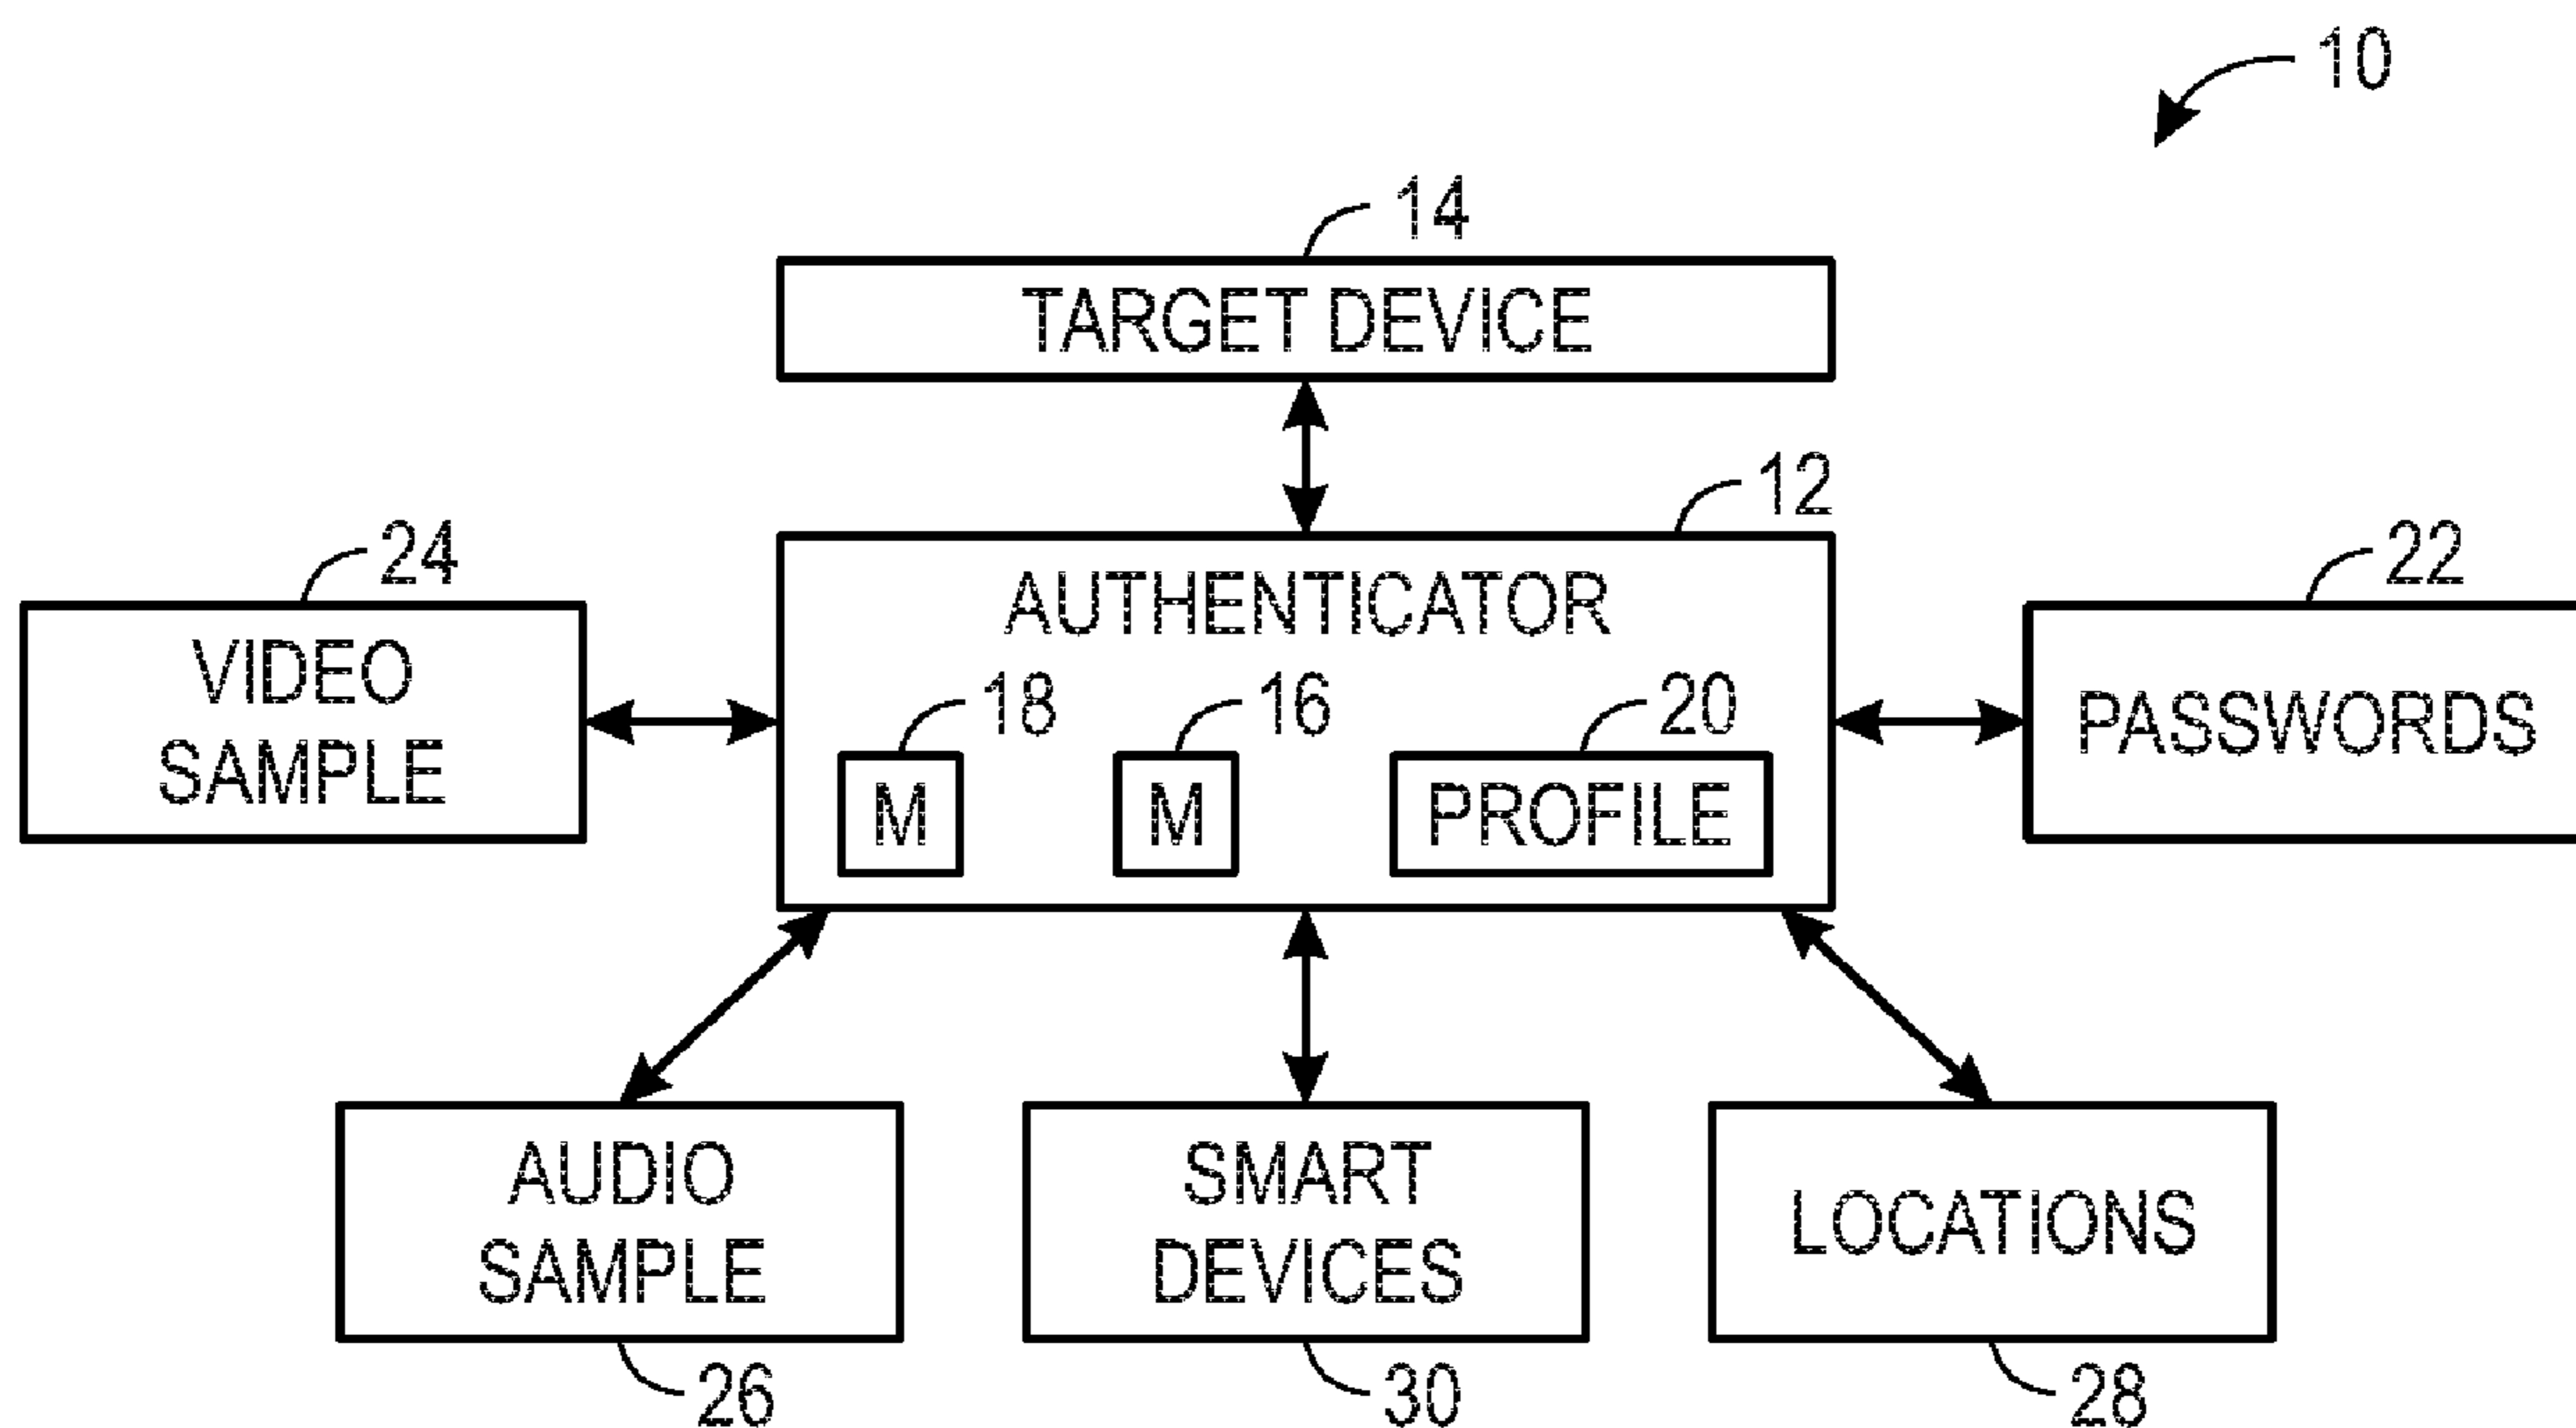 10
14
TARGET DEVICE
12
24
22
AUTHENTICATOR
VIDEO
SAMPLE
18
16
20
PASSWORDS
M
M
PROFILE
AUDIO
SAMPLE
SMART
DEVICES
LOCATIONS
26
30
28